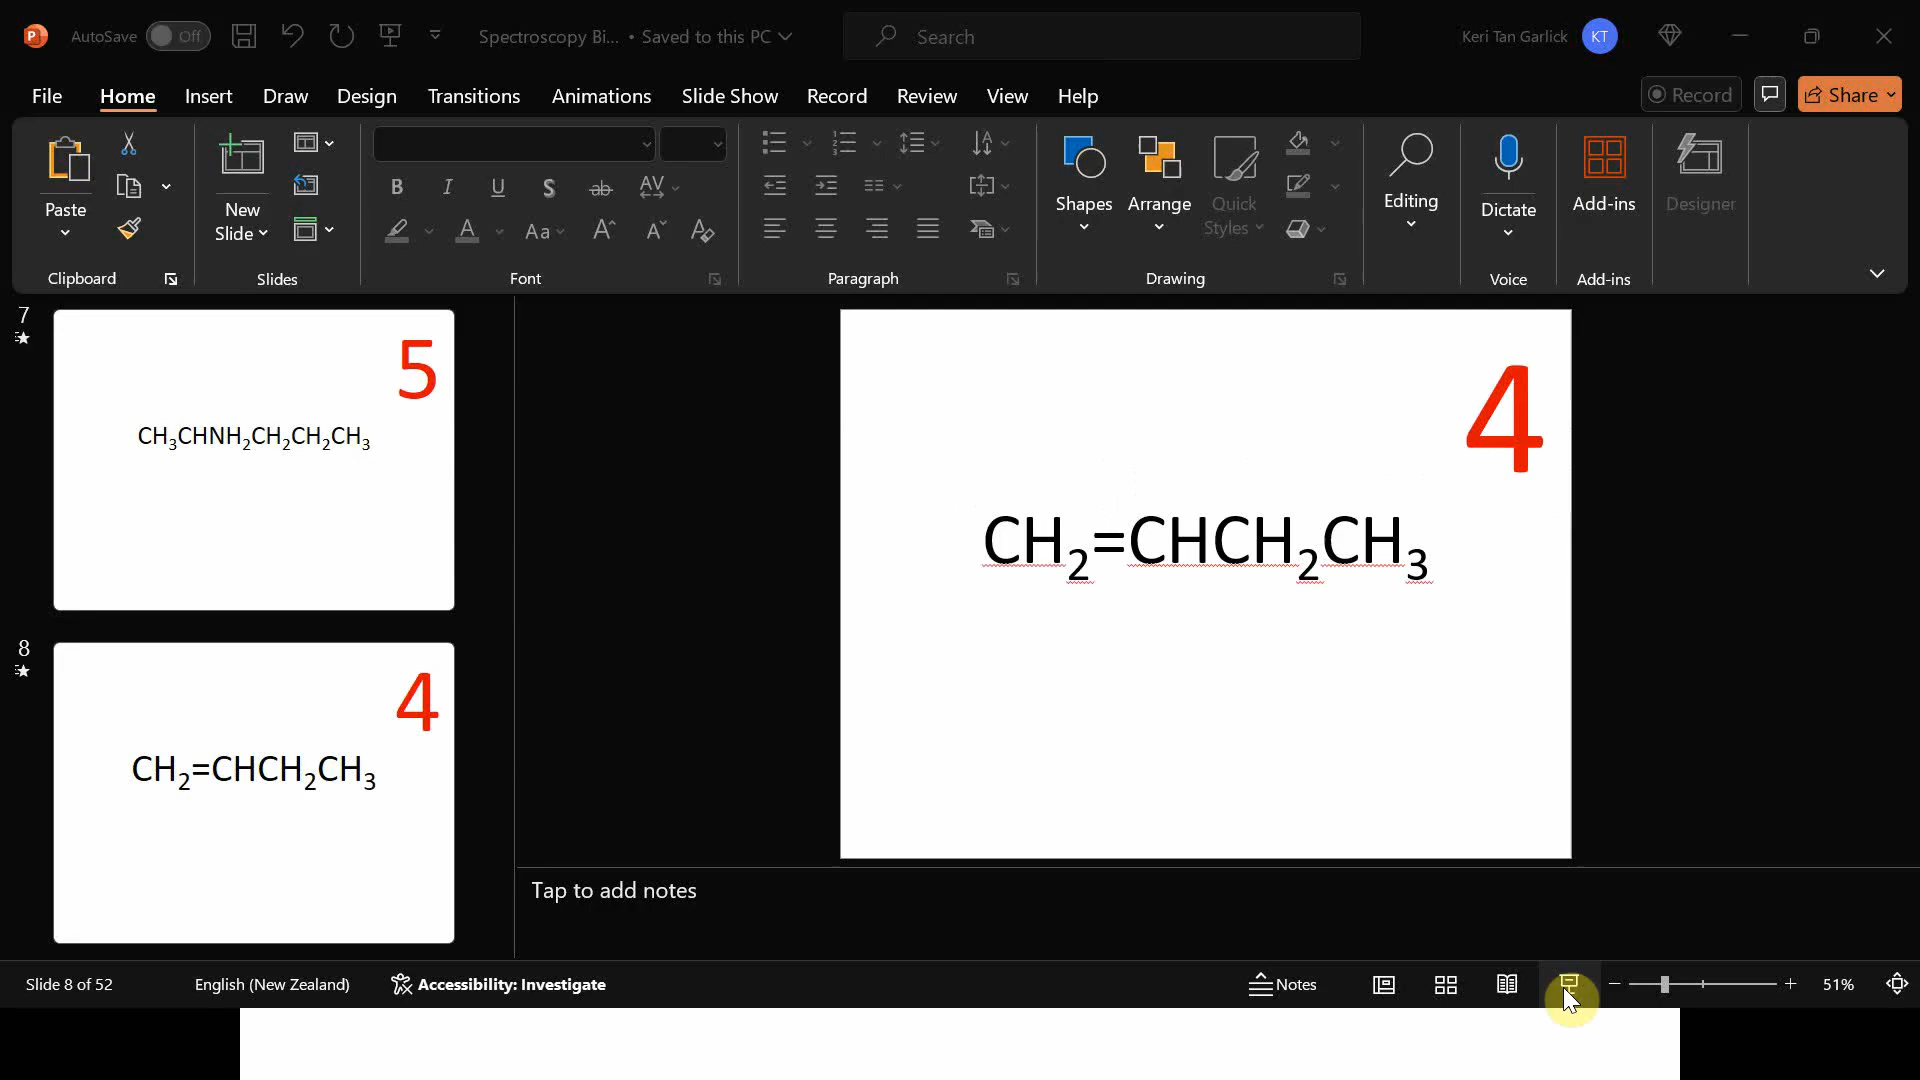 AutoSave Off Spectroscopy Bi... • Saved to this PC Search Keri Tan Garlick KT
File Home Insert Draw Design Transitions Animations Slide Show Record Review View Help Record Share
Paste
New
Slide
Clipboard
Slides
B I U S ab AV
A Aa A A A
Font
Paragraph
Shapes Arrange Quick
Styles
Drawing
Editing
Dictate
Voice
Add-ins
Add-ins
Designer
7
5
CH₃CHNH₂CH₂CH₂CH₃
8
4
CH₂=CHCH₂CH₃
4
CH₂=CHCH₂CH₃
Tap to add notes
Slide 8 of 52 English (New Zealand) Accessibility: Investigate Notes 51%